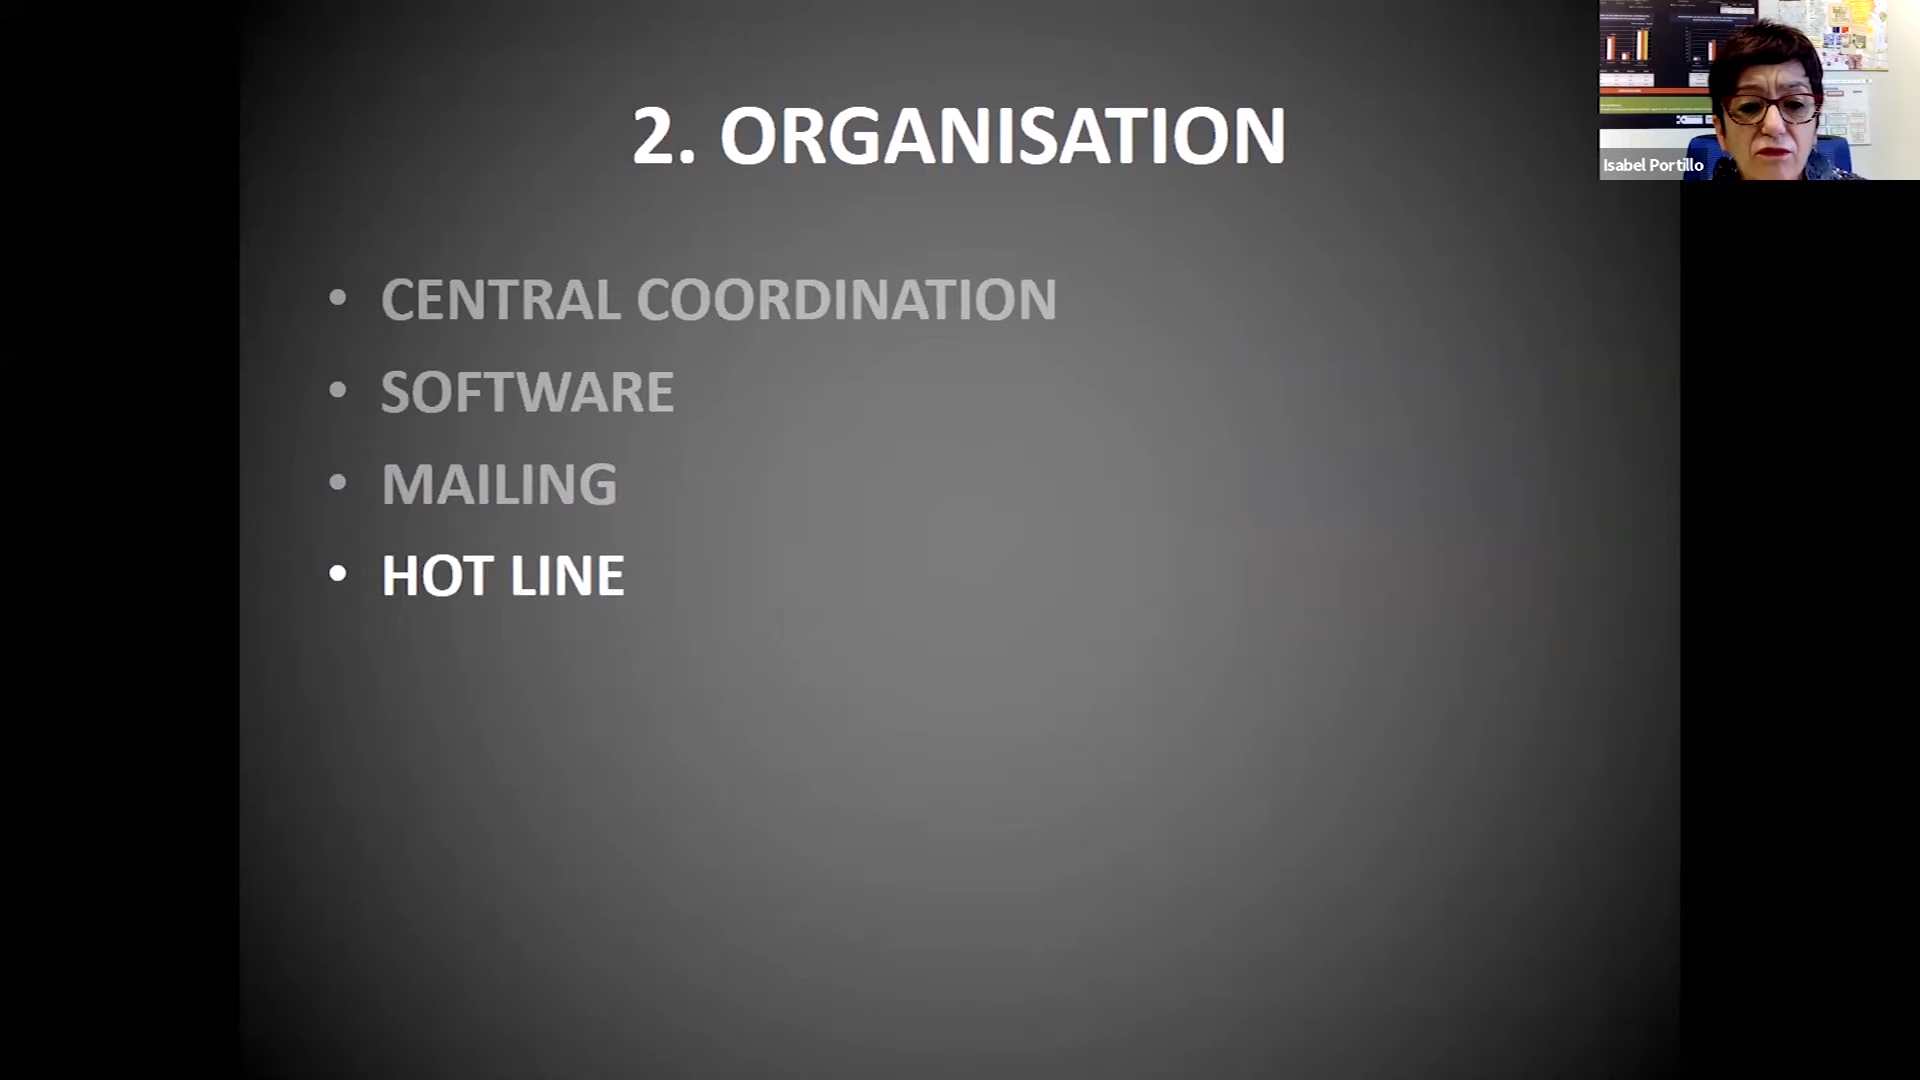 2. ORGANISATION
• CENTRAL COORDINATION
• SOFTWARE
• MAILING
• HOT LINE
Isabel Portillo